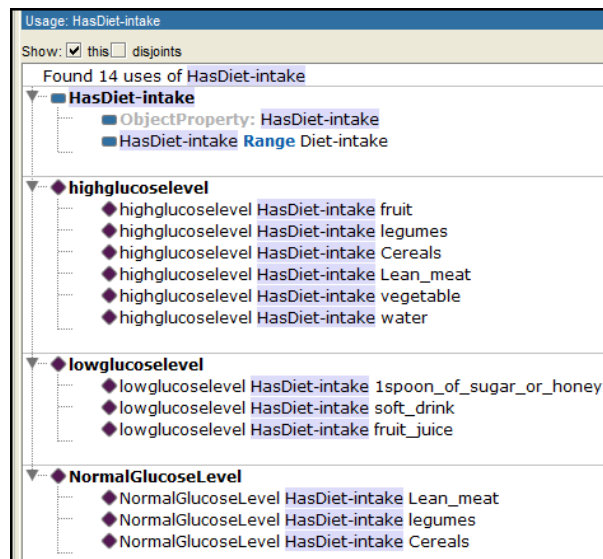 Usage: HasDiet-intake
Show: this disjoints
Found 14 uses of HasDiet-intake
HasDiet-intake
ObjectProperty: HasDiet-intake
HasDiet-intake Range Diet-intake
highglucoselevel
highglucoselevel HasDiet-intake fruit
highglucoselevel HasDiet-intake legumes
highglucoselevel HasDiet-intake Cereals
highglucoselevel HasDiet-intake Lean_meat
highglucoselevel HasDiet-intake vegetable
highglucoselevel HasDiet-intake water
lowglucoselevel
lowglucoselevel HasDiet-intake 1spoon_of_sugar_or_honey
lowglucoselevel HasDiet-intake soft_drink
lowglucoselevel HasDiet-intake fruit_juice
NormalGlucoseLevel
NormalGlucoseLevel HasDiet-intake Lean_meat
NormalGlucoseLevel HasDiet-intake legumes
NormalGlucoseLevel HasDiet-intake Cereals